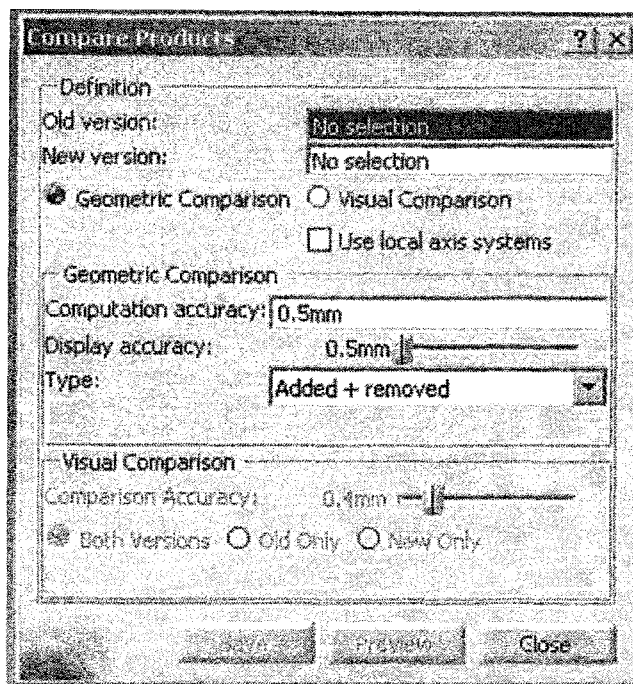 Compare Products ? X
Definition
Old version: No selection
New version: No selection
Geometric Comparison Visual Comparison
Use local axis systems
Geometric Comparison
Computation accuracy: 0.5mm
Display accuracy: 0.5mm
Type: Added + removed
Visual Comparison
Comparison Accuracy: 0.4mm
Both Versions Old Only New Only
Save Preview Close